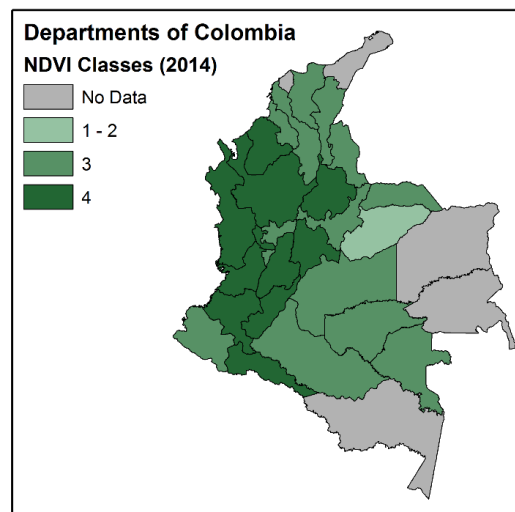 Departments of Colombia
NDVI Classes (2014)
No Data
1 - 2
3
4